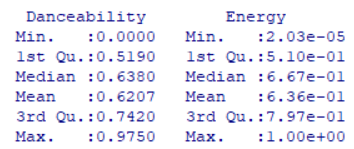 Danceability Energy
Min. :0.0000 Min. :2.03e-05
1st Qu.:0.5190 1st Qu.:5.10e-01
Median :0.6380 Median :6.67e-01
Mean :0.6207 Mean :6.36e-01
3rd Qu.:0.7420 3rd Qu.:7.97e-01
Max. :0.9750 Max. :1.00e+00